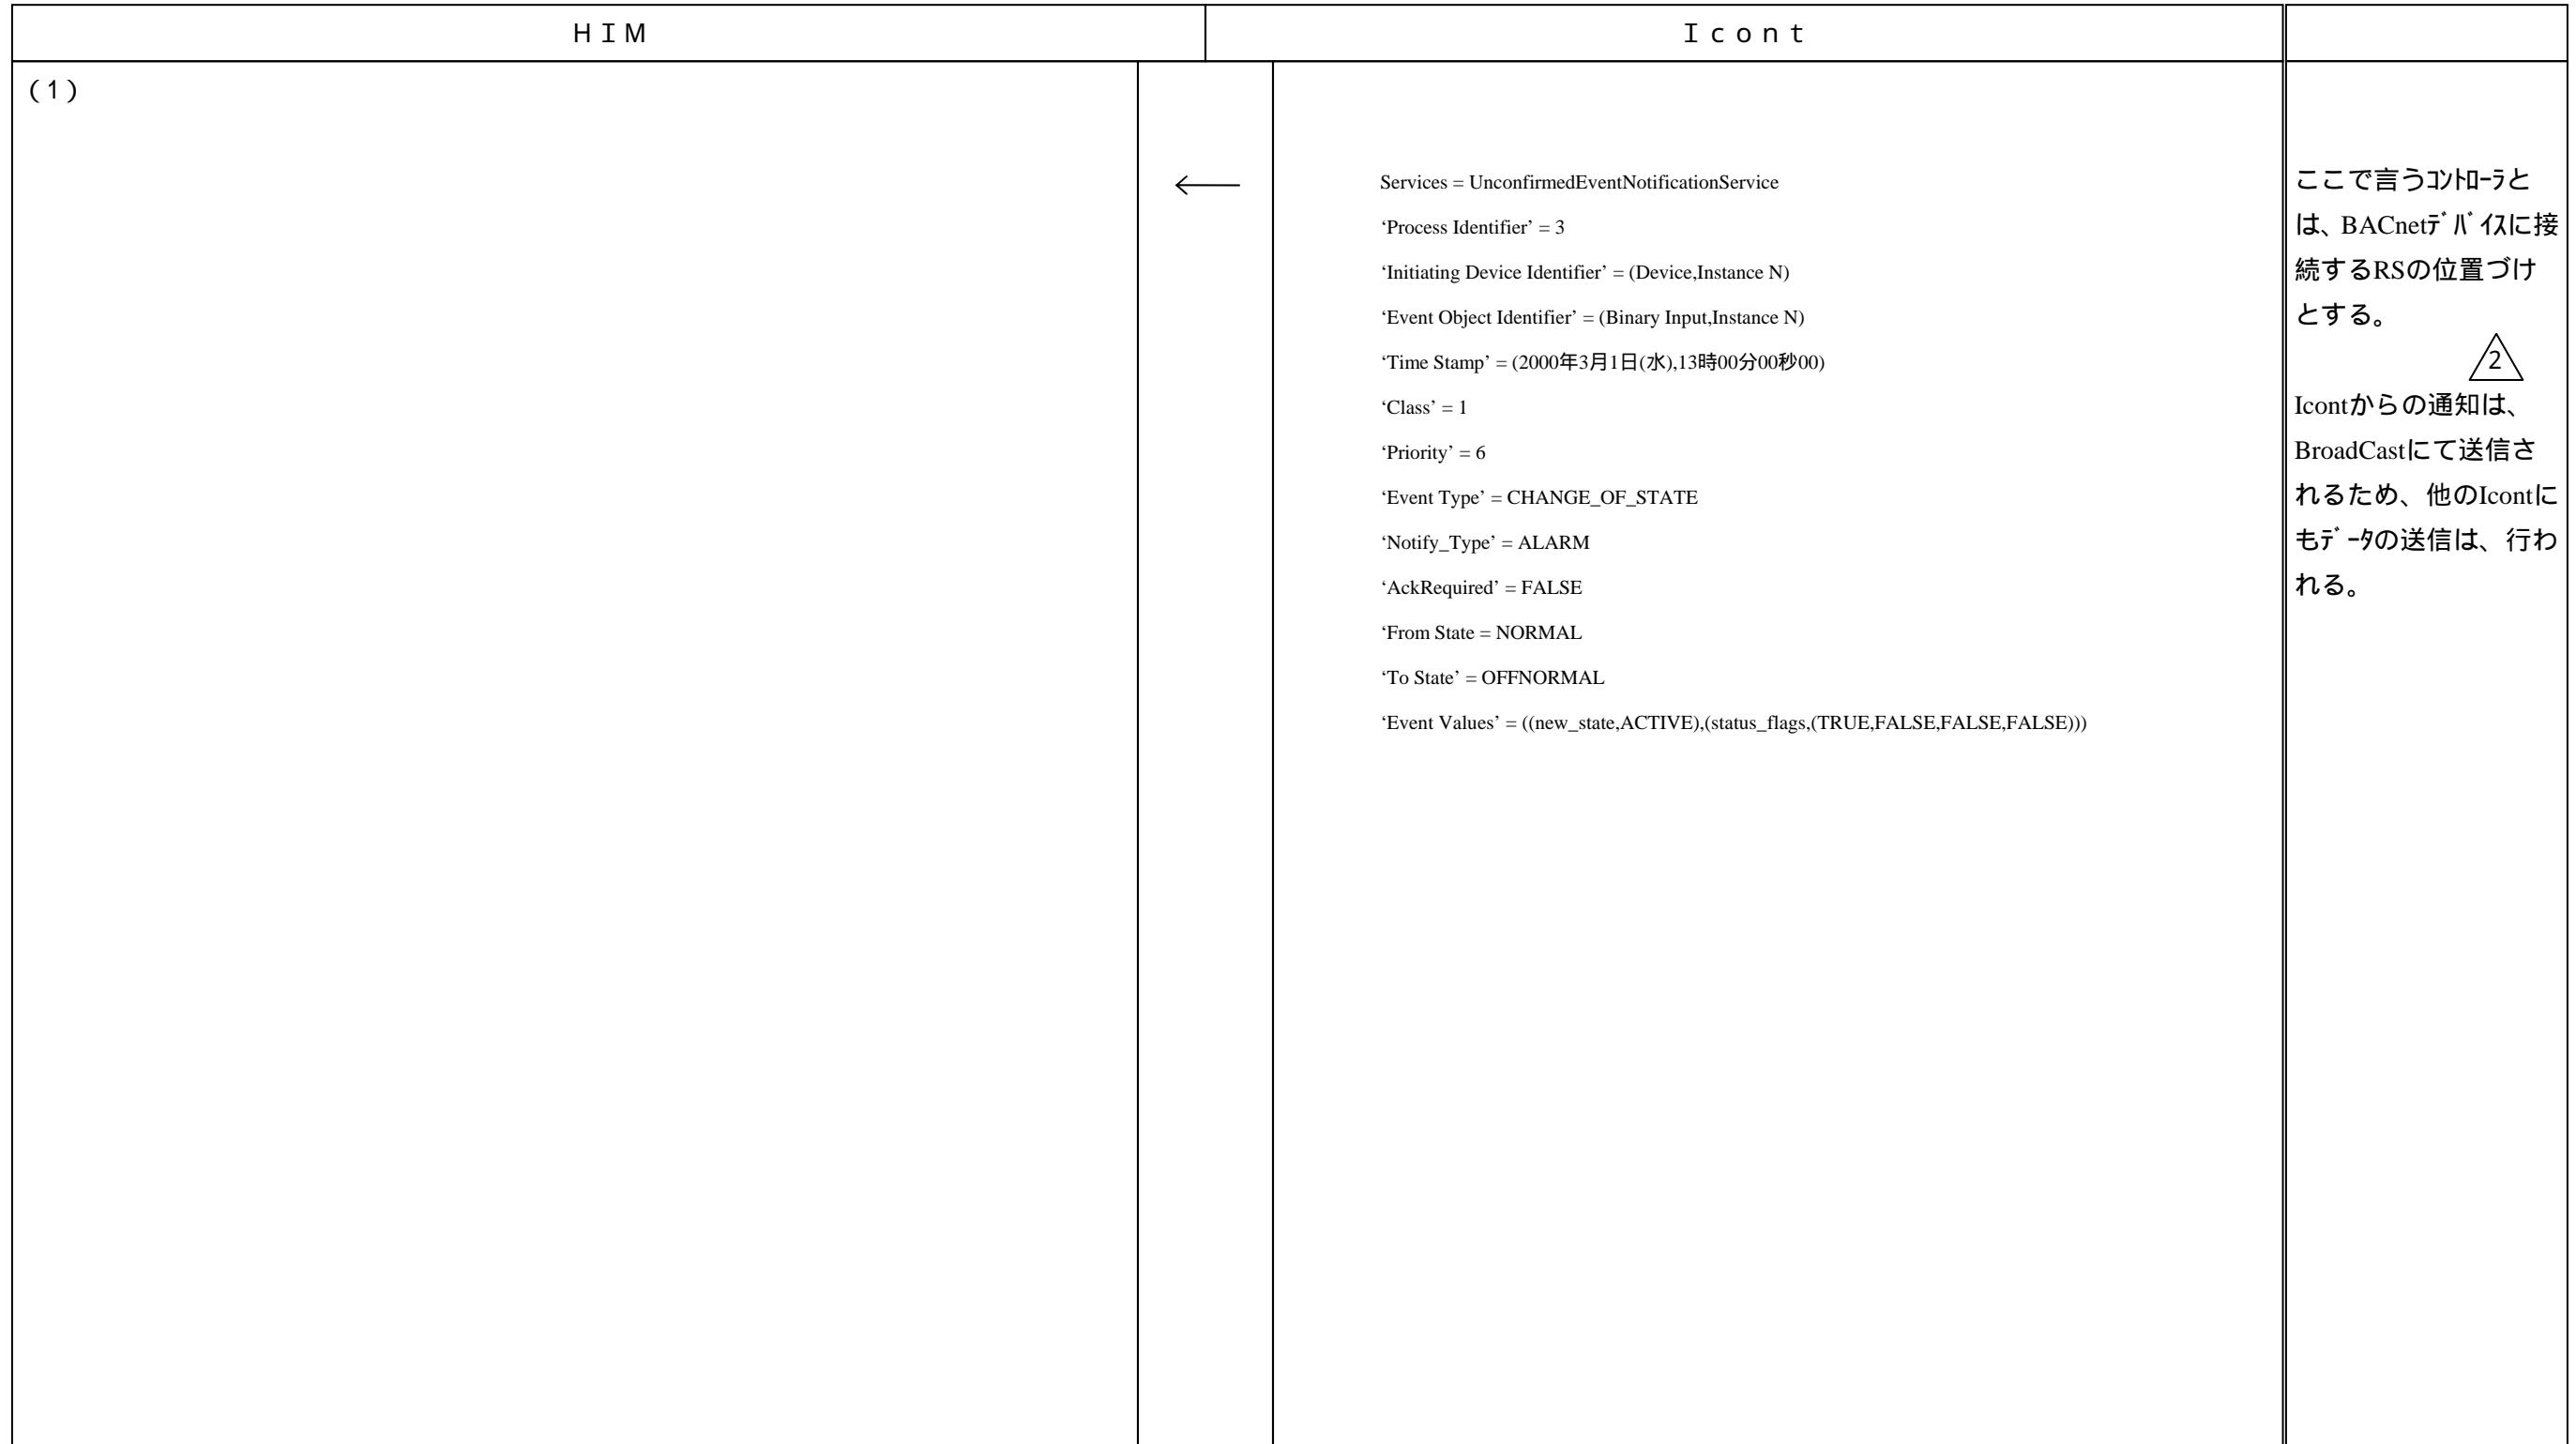 ＨＩＭ
Ｉｃｏｎｔ
(１)
Services = UnconfirmedEventNotificationService
‘Process Identifier’ = 3
‘Initiating Device Identifier’ = (Device,Instance N)
‘Event Object Identifier’ = (Binary Input,Instance N)
‘Time Stamp’ = (2000年3月1日(水),13時00分00秒00)
‘Class’ = 1
‘Priority’ = 6
‘Event Type’ = CHANGE_OF_STATE
‘Notify_Type’ = ALARM
‘AckRequired’ = FALSE
‘From State = NORMAL
‘To State’ = OFFNORMAL
‘Event Values’ = ((new_state,ACTIVE),(status_flags,(TRUE,FALSE,FALSE,FALSE)))
ここで言うｺﾝﾄﾛｰﾗと
は、BACnetﾃﾞﾊﾞｲｽに接
続するRSの位置づけ
とする。
2
Icontからの通知は、
BroadCastにて送信さ
れるため、他のIcontに
もﾃﾞｰﾀの送信は、行わ
れる。